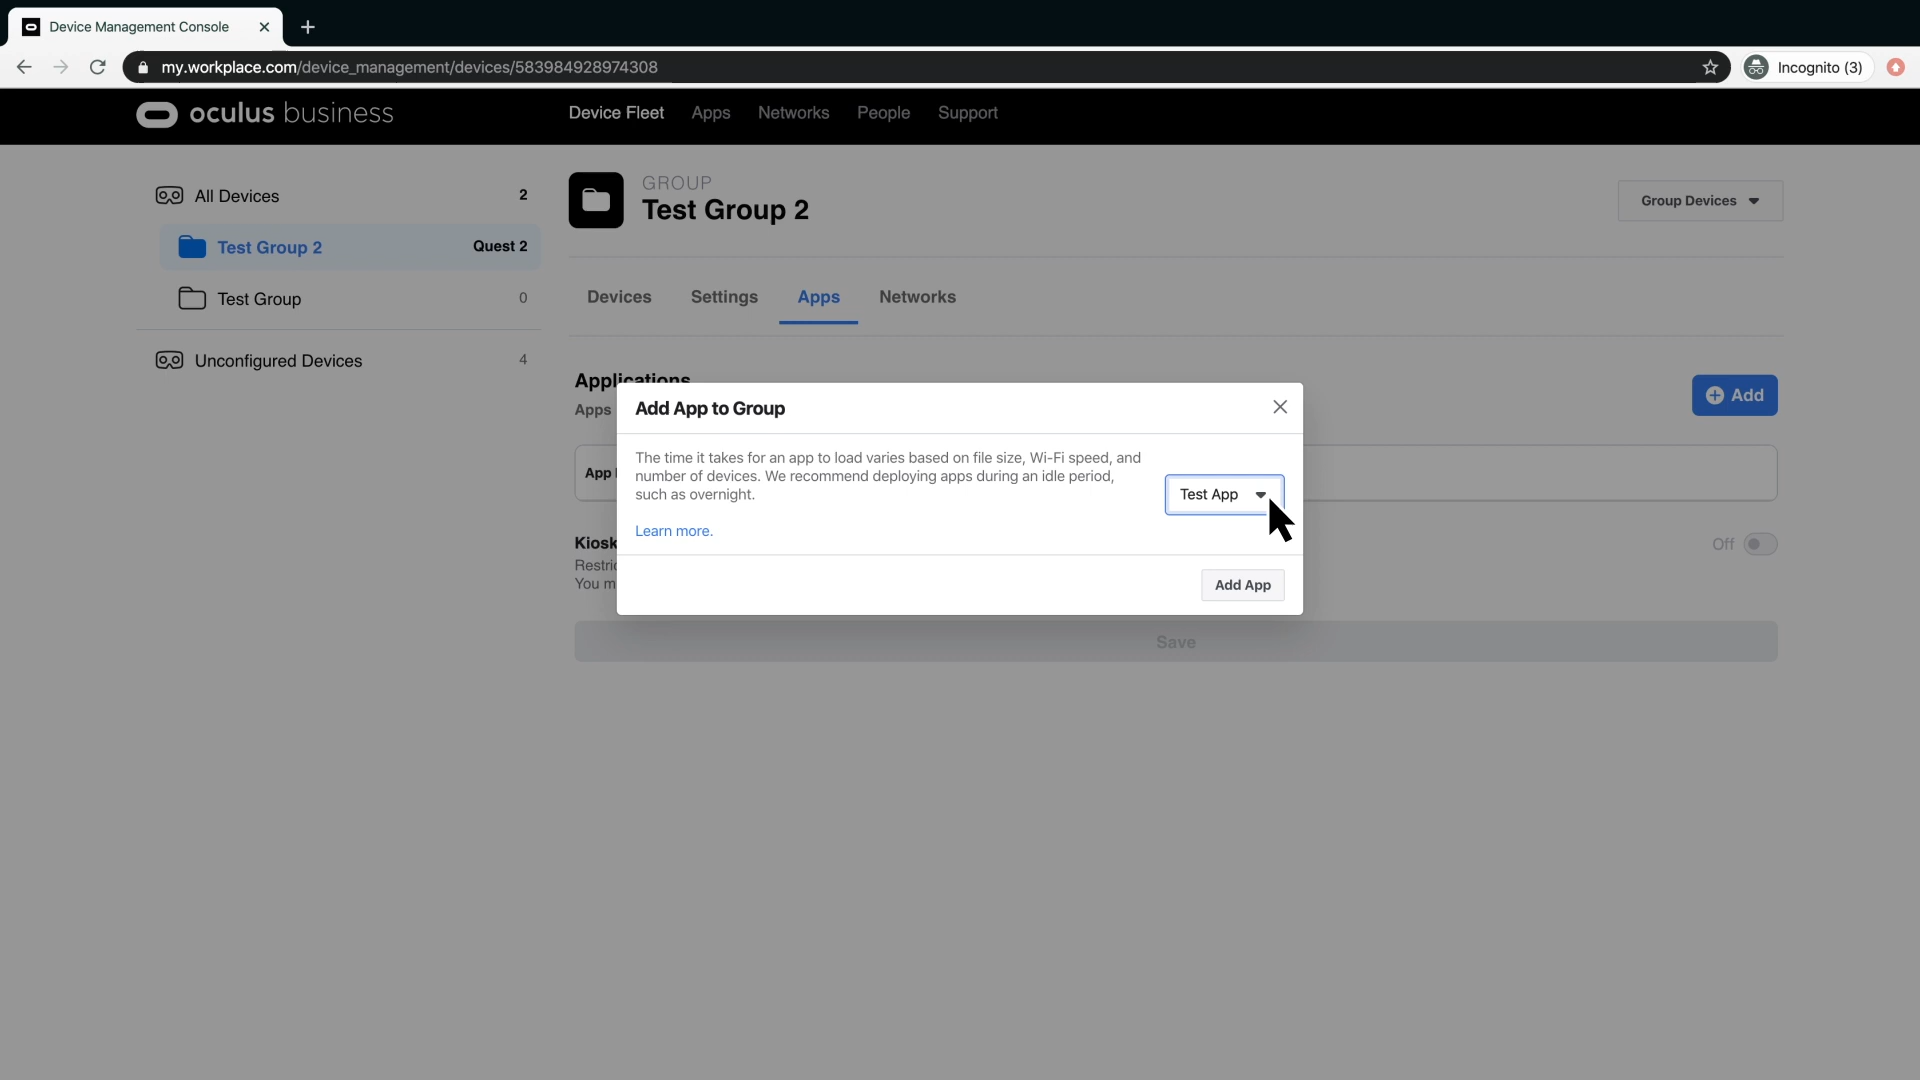 Device Management Console
my.workplace.com/device_management/devices/583984928974308
Incognito (3)
oculus business
Device Fleet Apps Networks People Support
All Devices 2
Test Group 2 Quest 2
Test Group 0
Unconfigured Devices 4
GROUP
Test Group 2
Group Devices
Devices Settings Apps Networks
Applications
Apps
Add
App
Add App to Group
The time it takes for an app to load varies based on file size, Wi-Fi speed, and
number of devices. We recommend deploying apps during an idle period,
such as overnight.
Learn more.
Test App
Add App
Kiosk
Off
You
Save